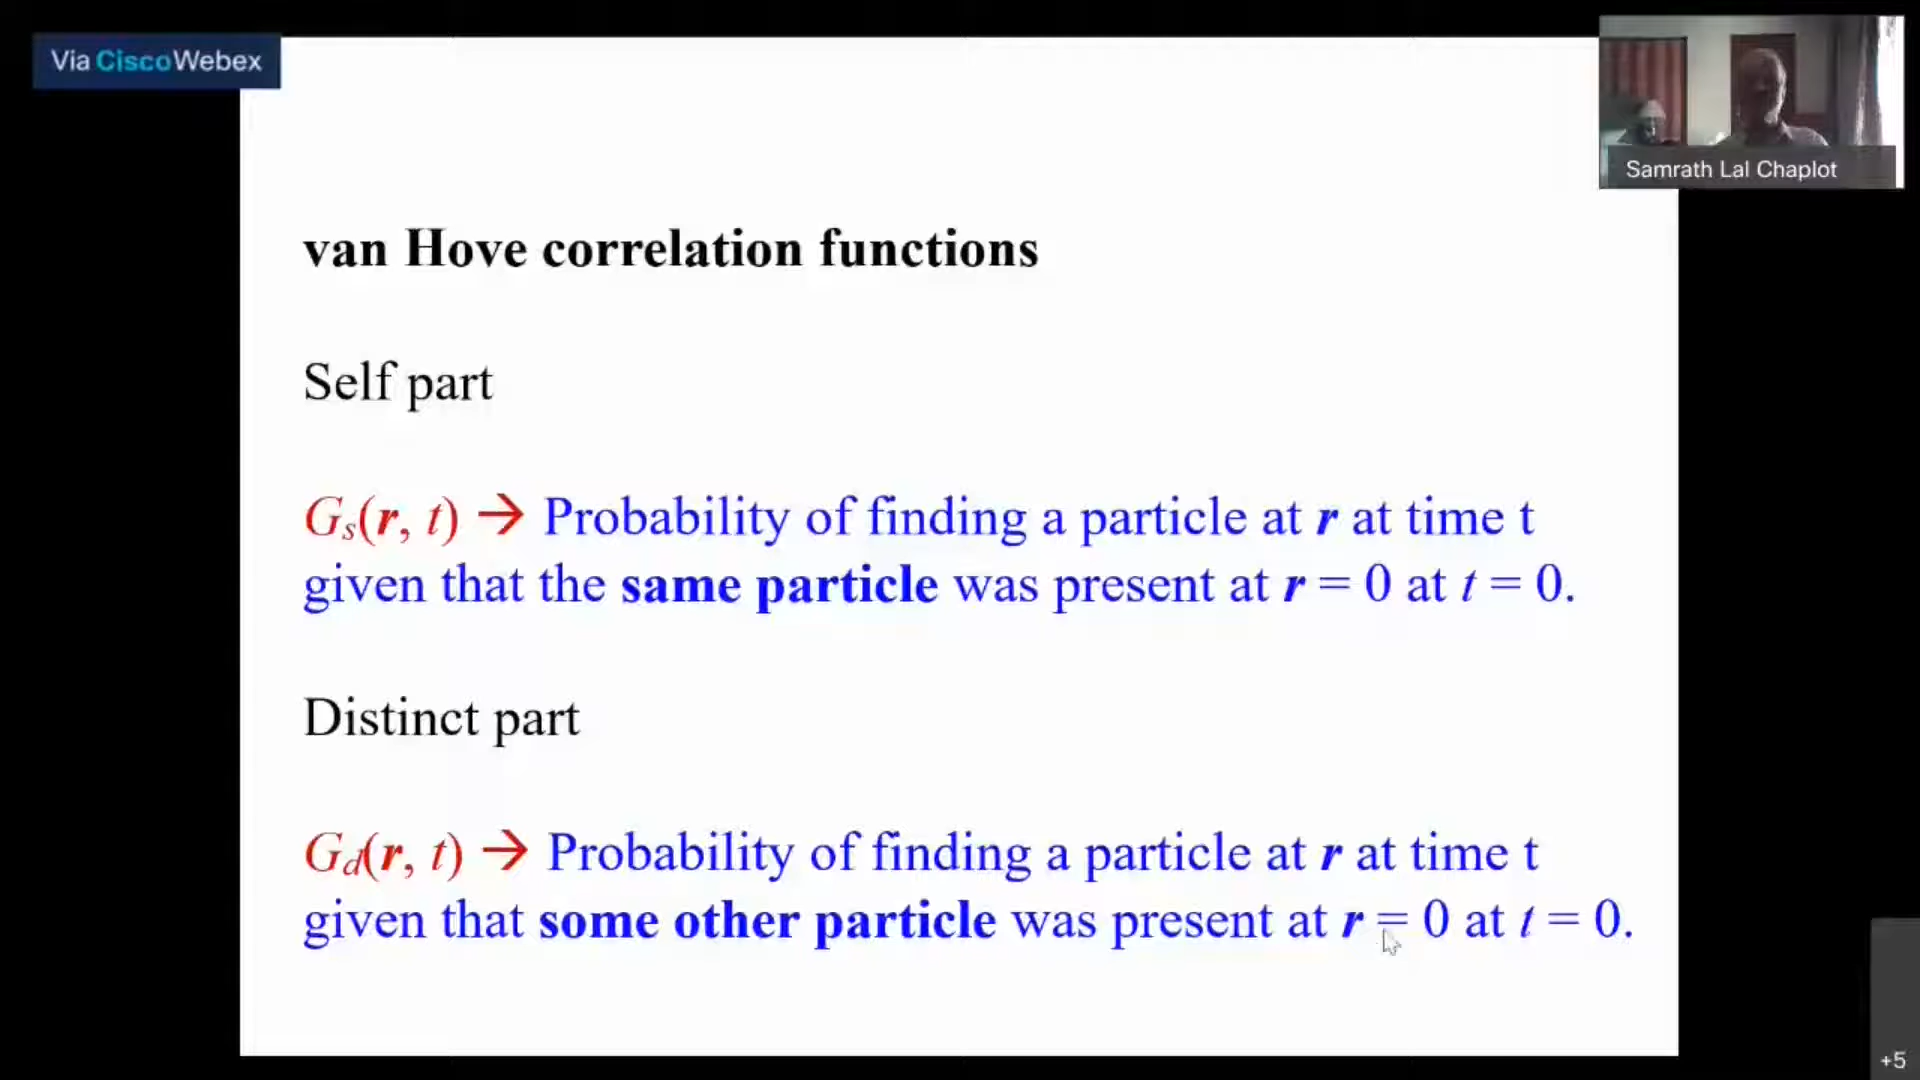 Via CiscoWebex
Samrath Lal Chaplot
van Hove correlation functions
Self part
Gs(r, t) → Probability of finding a particle at r at time t
given that the same particle was present at r = 0 at t = 0.
Distinct part
Gd(r, t) → Probability of finding a particle at r at time t
given that some other particle was present at r = 0 at t = 0.
+5